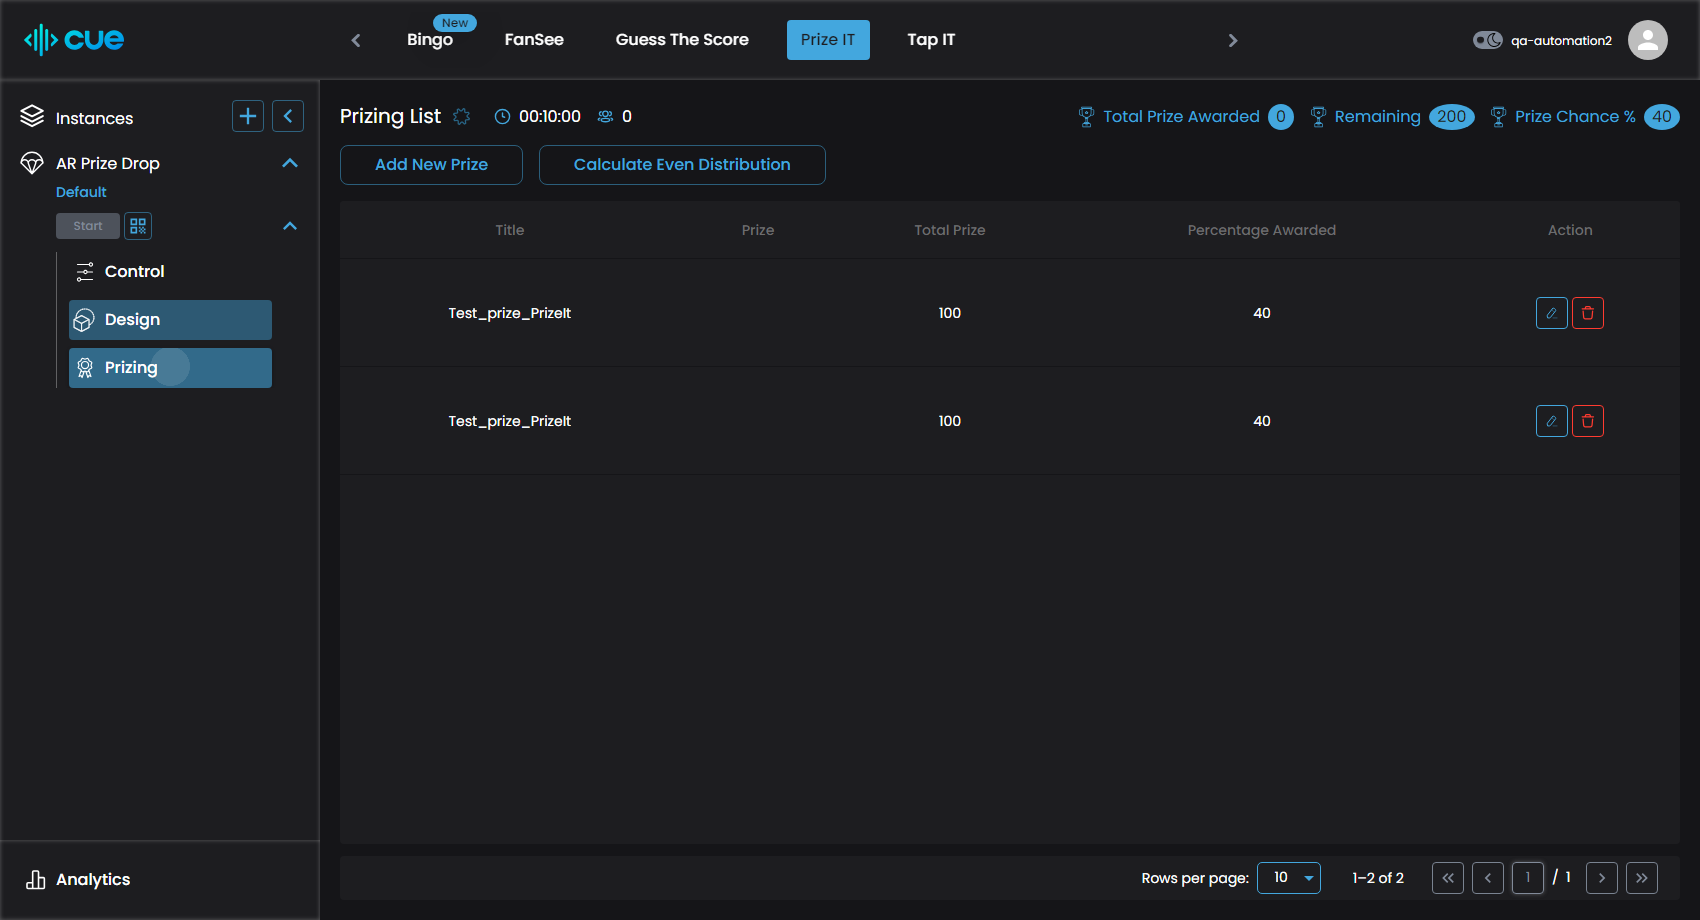 cue
New
Bingo FanSee Guess The Score Prize IT Tap IT
qa-automation2
Instances
AR Prize Drop
Default
Start
Control
Design
Prizing
Analytics
Prizing List 00:10:00 0
Total Prize Awarded 0 Remaining 200 Prize Chance % 40
Add New Prize Calculate Even Distribution
Title Prize Total Prize Percentage Awarded Action
Test_prize_PrizeIt 100 40
Test_prize_PrizeIt 100 40
Rows per page: 10 1–2 of 2 1 / 1